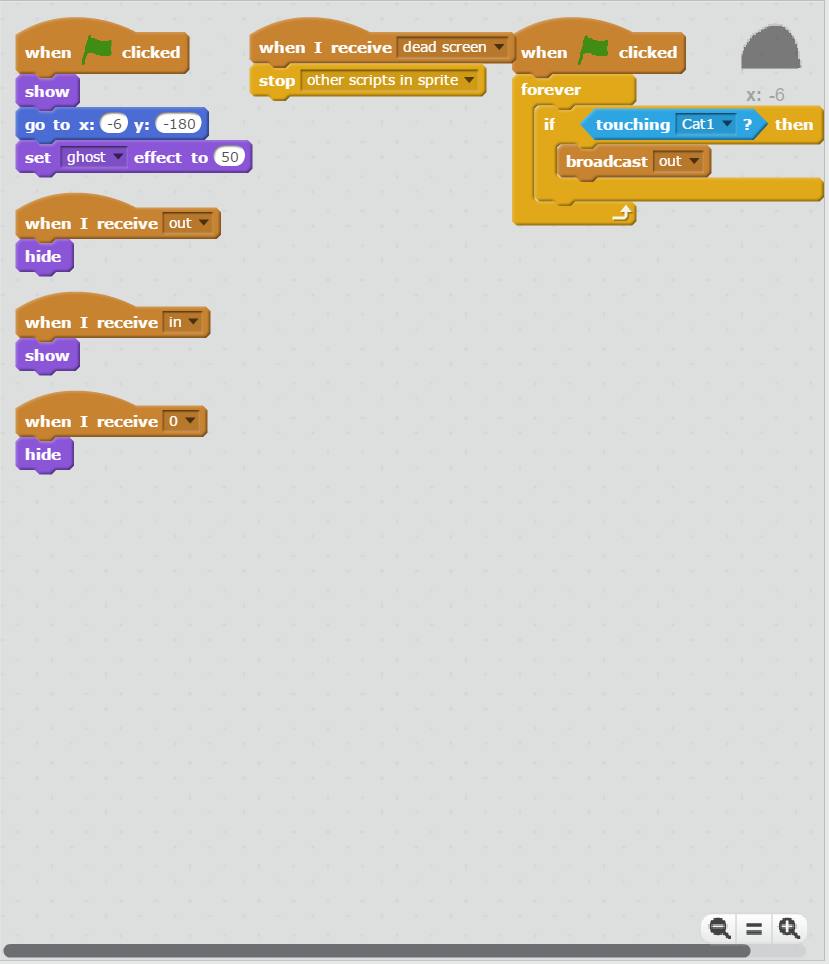 when clicked
show
go to x: -6 y: -180
set ghost effect to 50
when I receive out
hide
when I receive in
show
when I receive 0
hide
when I receive dead screen
stop other scripts in sprite
when clicked
forever
if touching Cat1 ? then
broadcast out
x: -6